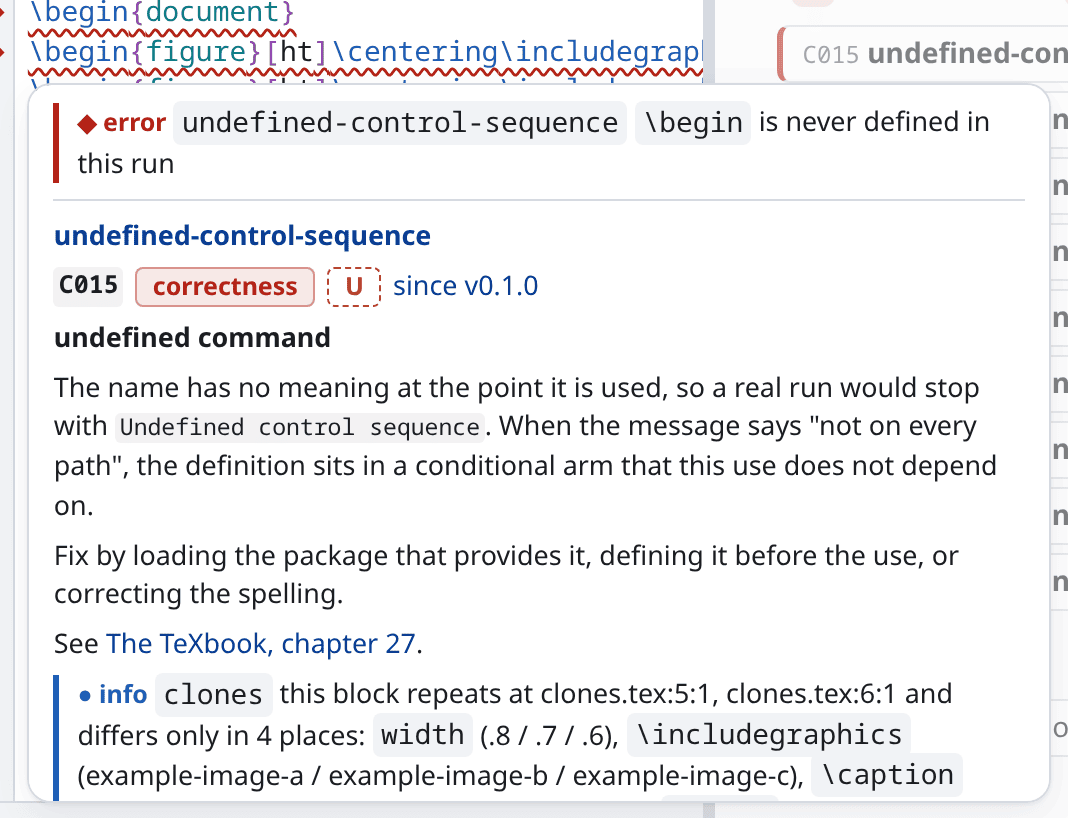 \begin{document}
\begin{figure}[ht]\centering\includegrap
C015 undefined-con
◆ error undefined-control-sequence \begin is never defined in
this run
undefined-control-sequence
C015 correctness U since v0.1.0
undefined command
The name has no meaning at the point it is used, so a real run would stop
with Undefined control sequence. When the message says "not on every
path", the definition sits in a conditional arm that this use does not depend
on.
Fix by loading the package that provides it, defining it before the use, or
correcting the spelling.
See The TeXbook, chapter 27.
● info clones this block repeats at clones.tex:5:1, clones.tex:6:1 and
differs only in 4 places: width (.8 / .7 / .6), \includegraphics
(example-image-a / example-image-b / example-image-c), \caption